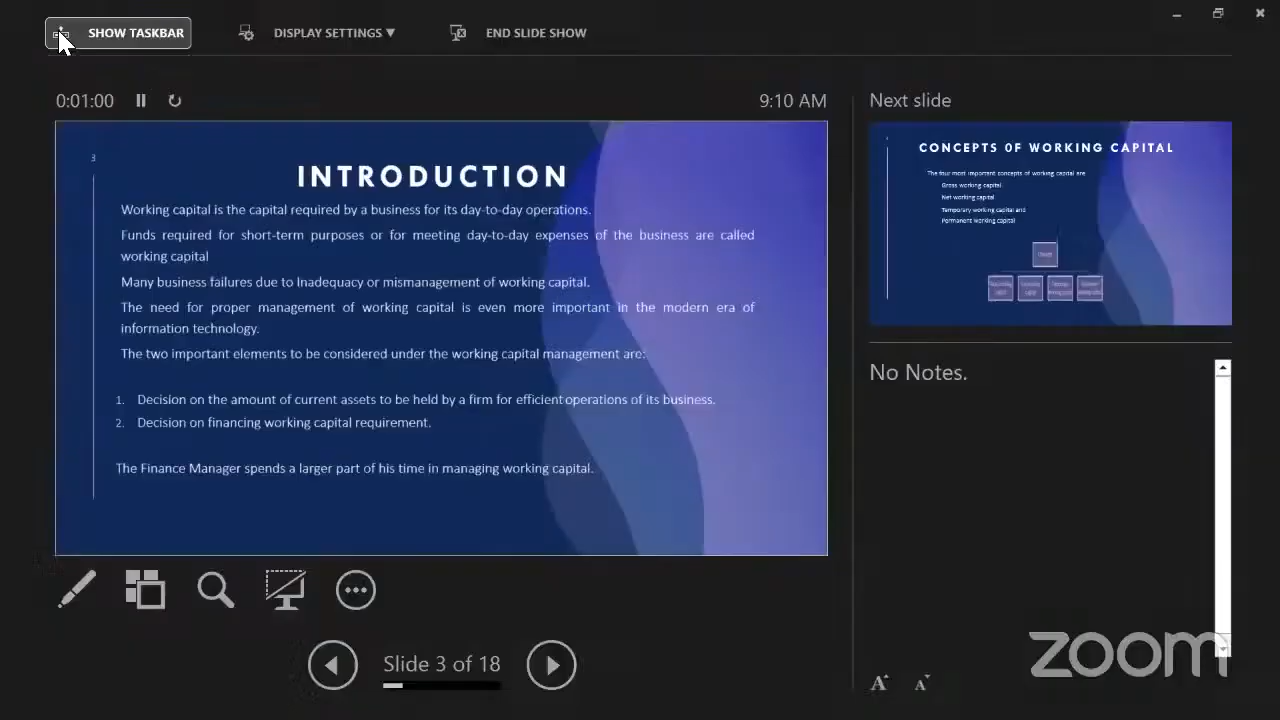 SHOW TASKBAR
DISPLAY SETTINGS ▼
END SLIDE SHOW
0:01:00
9:10 AM
3
INTRODUCTION
Working capital is the capital required by a business for its day-to-day operations.
Funds required for short-term purposes or for meeting day-to-day expenses of the business are called
working capital
Many business failures due to Inadequacy or mismanagement of working capital.
The need for proper management of working capital is even more important in the modern era of
information technology.
The two important elements to be considered under the working capital management are:
1. Decision on the amount of current assets to be held by a firm for efficient operations of its business.
2. Decision on financing working capital requirement.
The Finance Manager spends a larger part of his time in managing working capital.
Slide 3 of 18
Next slide
CONCEPTS OF WORKING CAPITAL
The four most important concepts of working capital are
Gross working capital
Net working capital
Temporary working capital and
Permanent working capital
No Notes.
A A
zoom